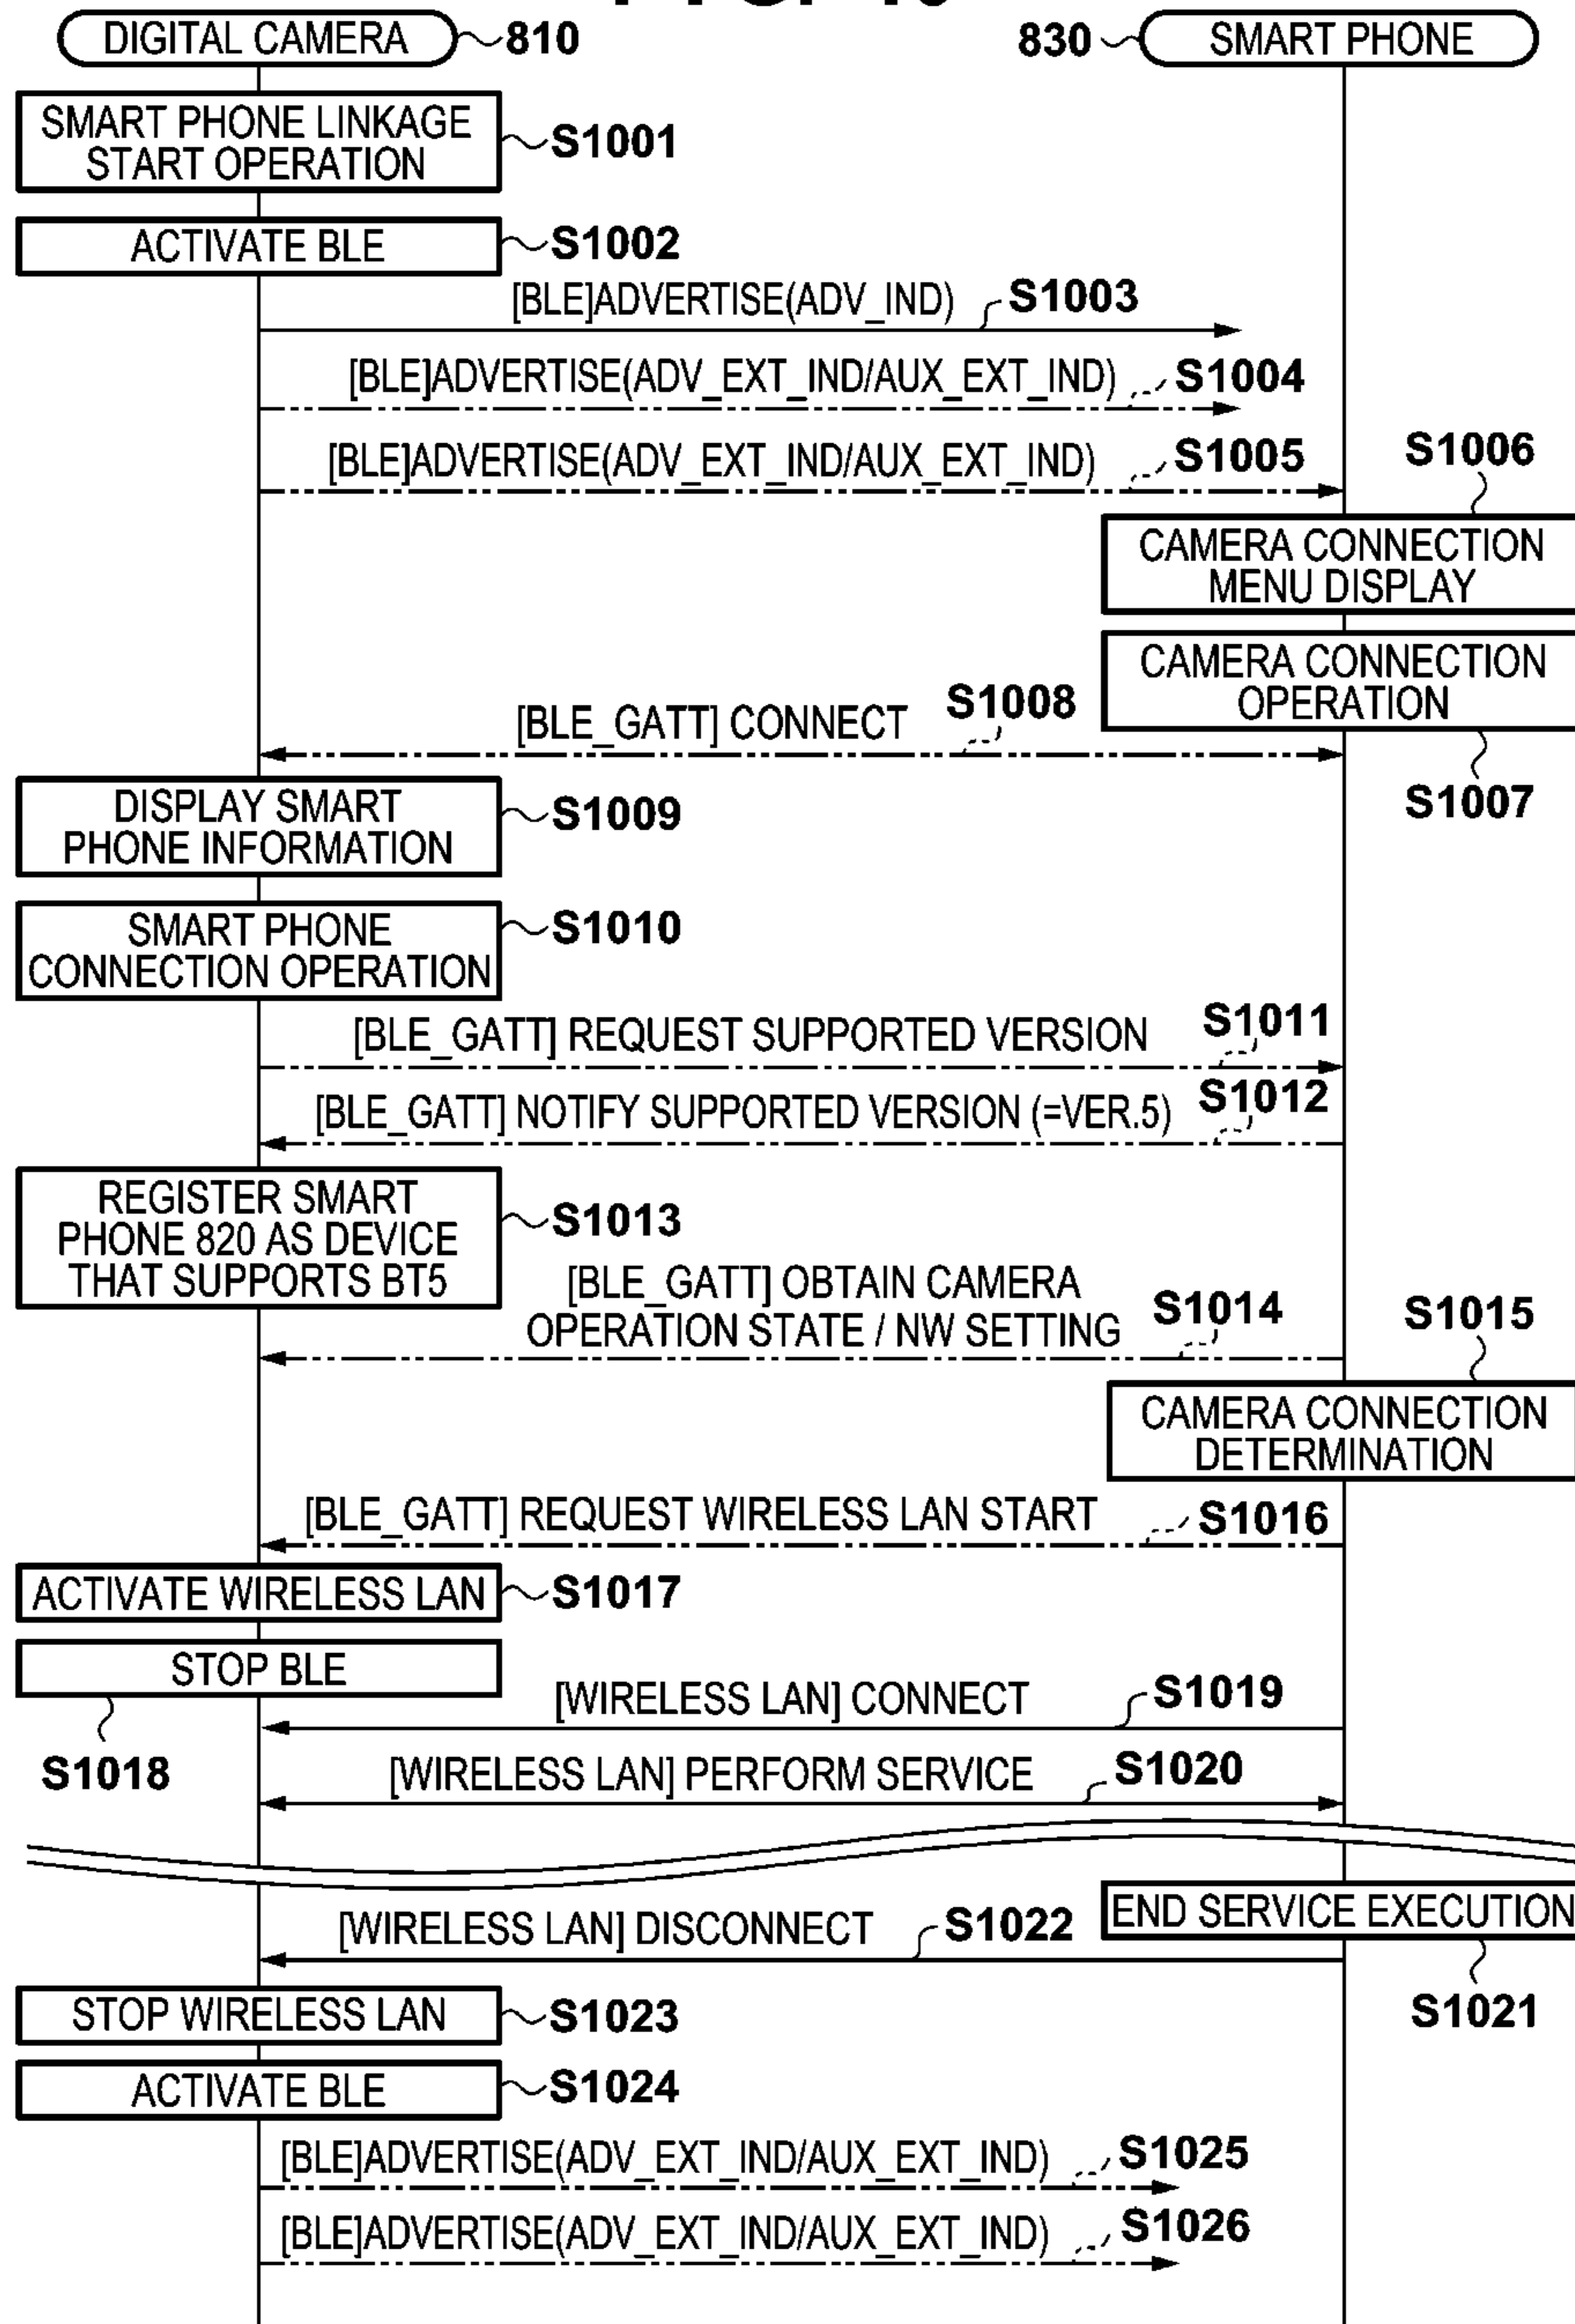 DIGITAL CAMERA
810
830
SMART PHONE
SMART PHONE LINKAGE
START OPERATION
S1001
ACTIVATE BLE
S1002
[BLE]ADVERTISE(ADV_IND)
S1003
[BLE]ADVERTISE(ADV_EXT_IND/AUX_EXT_IND)
S1004
[BLE]ADVERTISE(ADV_EXT_IND/AUX_EXT_IND)
S1005
S1006
CAMERA CONNECTION
MENU DISPLAY
CAMERA CONNECTION
OPERATION
S1007
[BLE_GATT] CONNECT
S1008
DISPLAY SMART
PHONE INFORMATION
S1009
SMART PHONE
CONNECTION OPERATION
S1010
[BLE_GATT] REQUEST SUPPORTED VERSION
S1011
[BLE_GATT] NOTIFY SUPPORTED VERSION (=VER.5)
S1012
REGISTER SMART
PHONE 820 AS DEVICE
THAT SUPPORTS BT5
S1013
[BLE_GATT] OBTAIN CAMERA
OPERATION STATE / NW SETTING
S1014
S1015
CAMERA CONNECTION
DETERMINATION
[BLE_GATT] REQUEST WIRELESS LAN START
S1016
ACTIVATE WIRELESS LAN
S1017
STOP BLE
S1018
[WIRELESS LAN] CONNECT
S1019
[WIRELESS LAN] PERFORM SERVICE
S1020
END SERVICE EXECUTION
S1021
[WIRELESS LAN] DISCONNECT
S1022
STOP WIRELESS LAN
S1023
ACTIVATE BLE
S1024
[BLE]ADVERTISE(ADV_EXT_IND/AUX_EXT_IND)
S1025
[BLE]ADVERTISE(ADV_EXT_IND/AUX_EXT_IND)
S1026